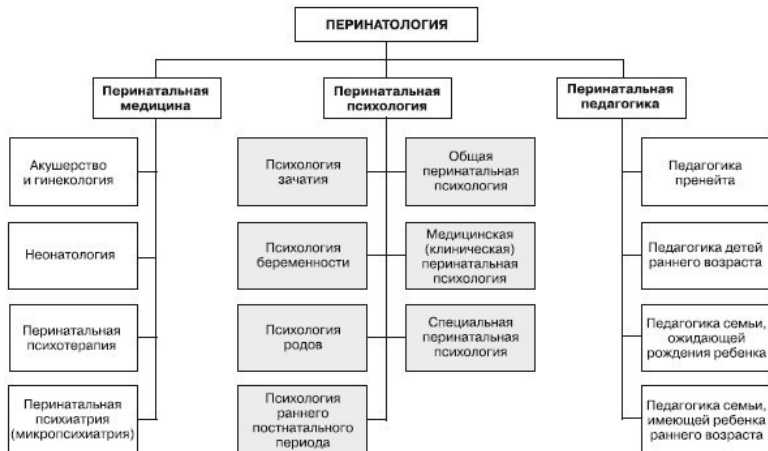 ПЕРИНАТОЛОГИЯ
Перинатальная
медицина
Перинатальная
психология
Перинатальная
педагогика
Акушерство
и гинекология
Неонатология
Перинатальная
психотерапия
Перинатальная
психиатрия
(микропсихиатрия)
Психология
зачатия
Психология
беременности
Психология
родов
Психология
раннего
постнатального
периода
Общая
перинатальная
психология
Медицинская
(клиническая)
перинатальная
психология
Специальная
перинатальная
психология
Педагогика
пренейта
Педагогика детей
раннего возраста
Педагогика семьи,
ожидающей
рождения ребенка
Педагогика семьи,
имеющей ребенка
раннего возраста